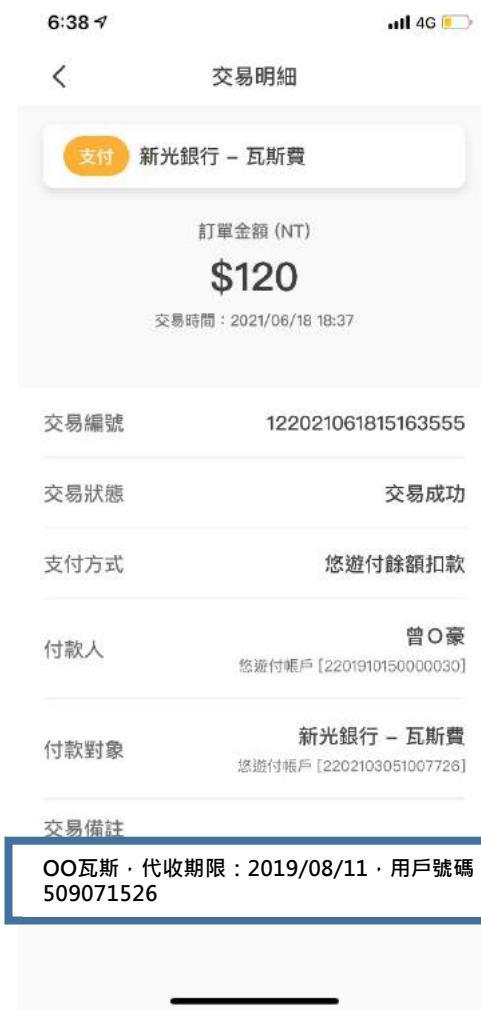 6:38
4G
交易明細
支付 新光銀行 – 瓦斯費
訂單金額 (NT)
$120
交易時間：2021/06/18 18:37
交易編號 122021061815163555
交易狀態 交易成功
支付方式 悠遊付餘額扣款
付款人 曾O豪
悠遊付帳戶 [2201910150000030]
付款對象 新光銀行 – 瓦斯費
悠遊付帳戶 [2202103051007726]
交易備註
OO瓦斯，代收期限：2019/08/11，用戶號碼
509071526